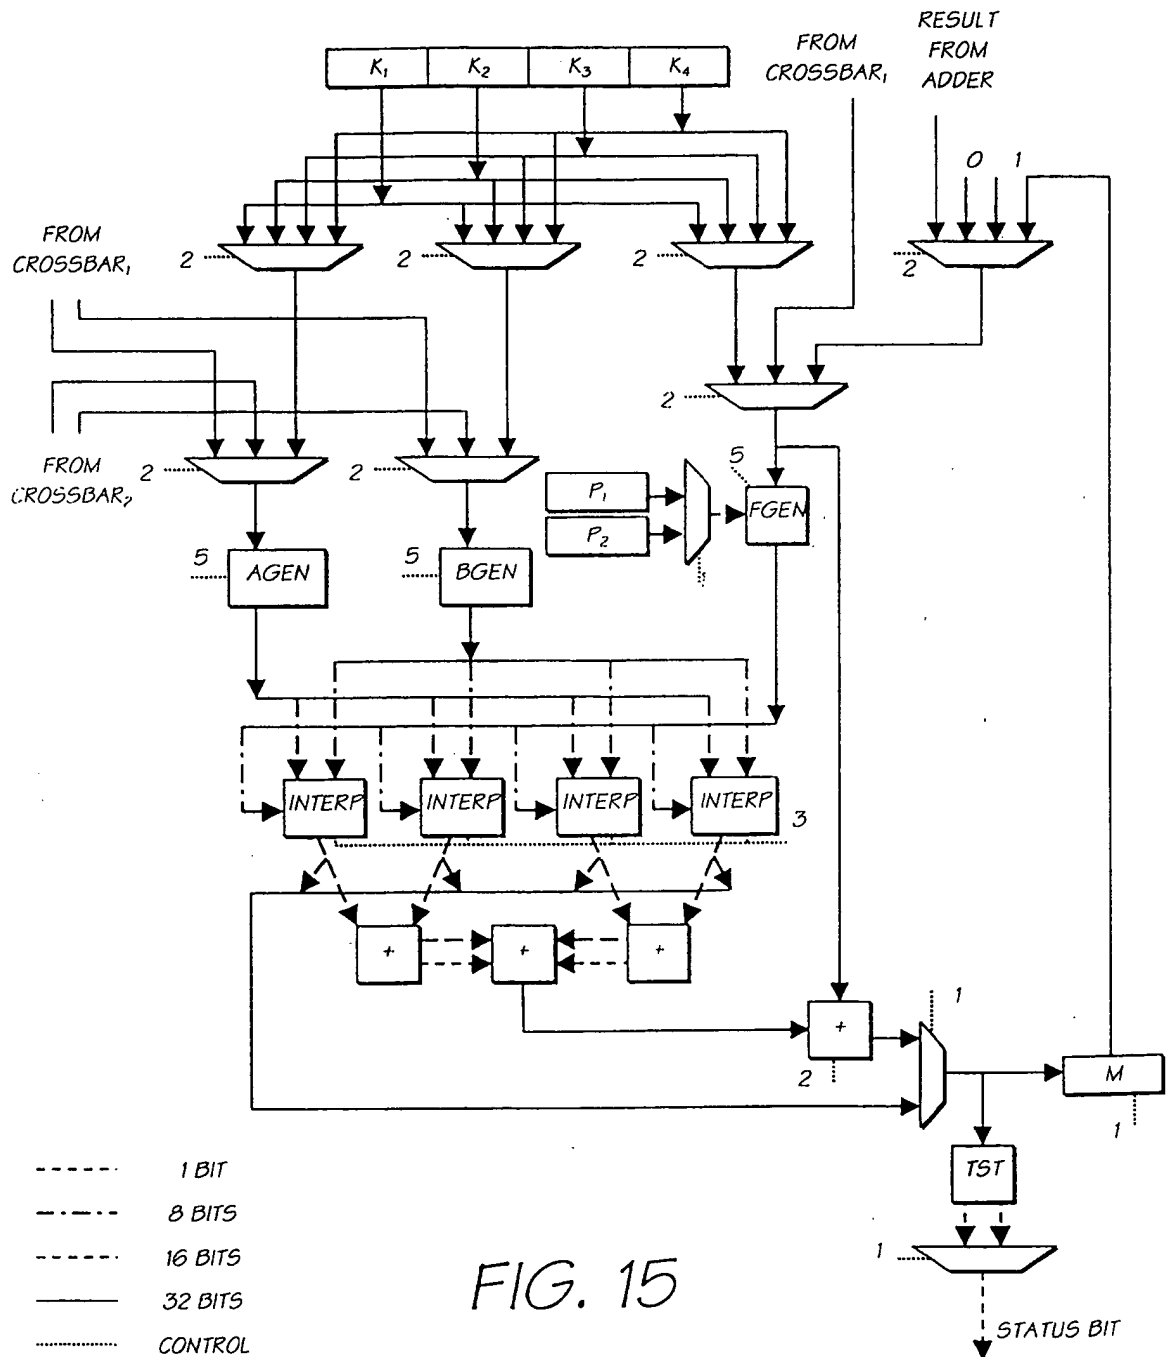 RESULT
FROM
ADDER
FROM
CROSSBAR₁
K₁ K₂ K₃ K₄
0 1
FROM
CROSSBAR₁
2 2 2 2
2
FROM
CROSSBAR₂
2 2
5
P₁
P₂
FGEN
5 AGEN
5 BGEN
INTERP INTERP INTERP INTERP
3
+ + +
1
+
2
M
1
TST
1
STATUS BIT
1 BIT
8 BITS
16 BITS
32 BITS
CONTROL
FIG. 15